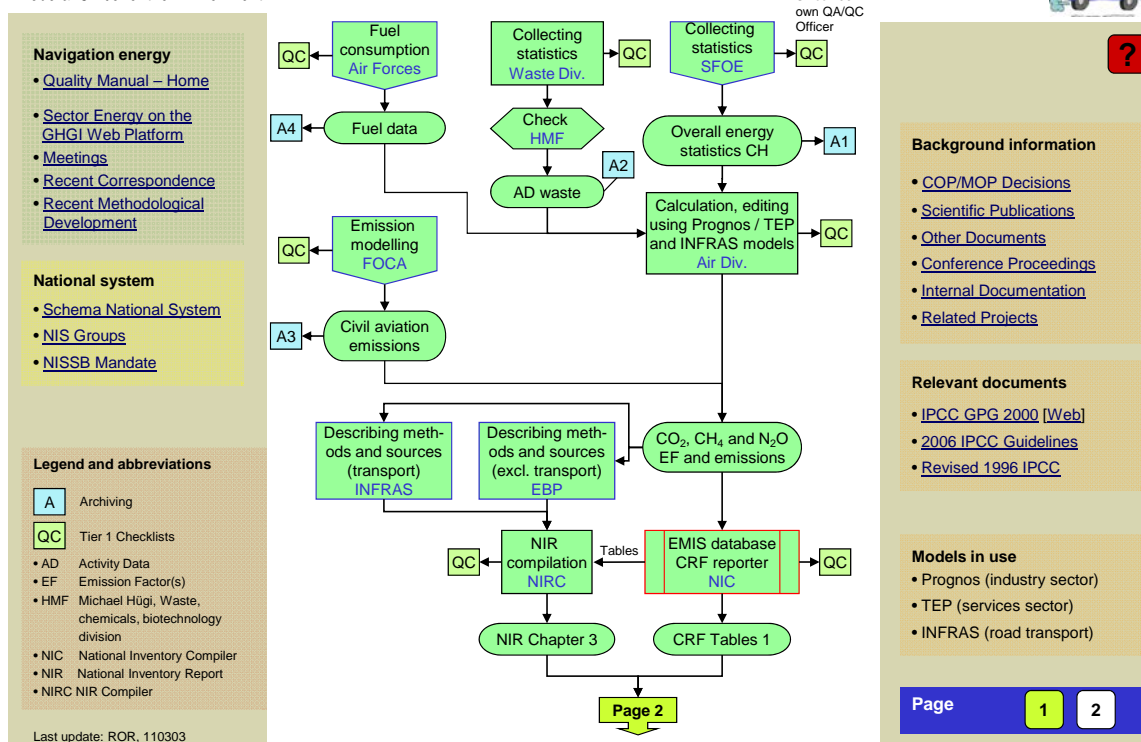 own QA/QC
Officer
Navigation energy
• Quality Manual – Home
• Sector Energy on the
GHGI Web Platform
• Meetings
• Recent Correspondence
• Recent Methodological
Development
National system
• Schema National System
• NIS Groups
• NISSB Mandate
Legend and abbreviations
A Archiving
QC Tier 1 Checklists
• AD Activity Data
• EF Emission Factor(s)
• HMF Michael Hügi, Waste,
chemicals, biotechnology
division
• NIC National Inventory Compiler
• NIR National Inventory Report
• NIRC NIR Compiler
Last update: ROR, 110303
QC
Fuel
consumption
Air Forces
Collecting
statistics
Waste Div.
QC
Collecting
statistics
SFOE
QC
A4
Fuel data
Check
HMF
Overall energy
statistics CH
A1
A2
AD waste
Calculation, editing
using Prognos / TEP
and INFRAS models
Air Div.
QC
QC
Emission
modelling
FOCA
A3
Civil aviation
emissions
Describing meth-
ods and sources
(transport)
INFRAS
Describing meth-
ods and sources
(excl. transport)
EBP
CO₂, CH₄ and N₂O
EF and emissions
QC
NIR
compilation
NIRC
Tables
EMIS database
CRF reporter
NIC
QC
NIR Chapter 3
CRF Tables 1
Page 2
?
Background information
• COP/MOP Decisions
• Scientific Publications
• Other Documents
• Conference Proceedings
• Internal Documentation
• Related Projects
Relevant documents
• IPCC GPG 2000 [Web]
• 2006 IPCC Guidelines
• Revised 1996 IPCC
Models in use
• Prognos (industry sector)
• TEP (services sector)
• INFRAS (road transport)
Page 1 2